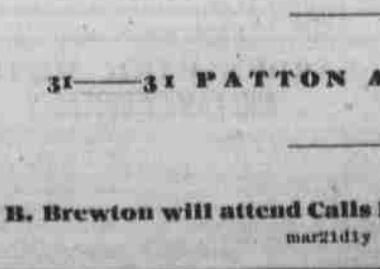 31——31 PATTON A
B. Brewton will attend Calls
mar21d1y